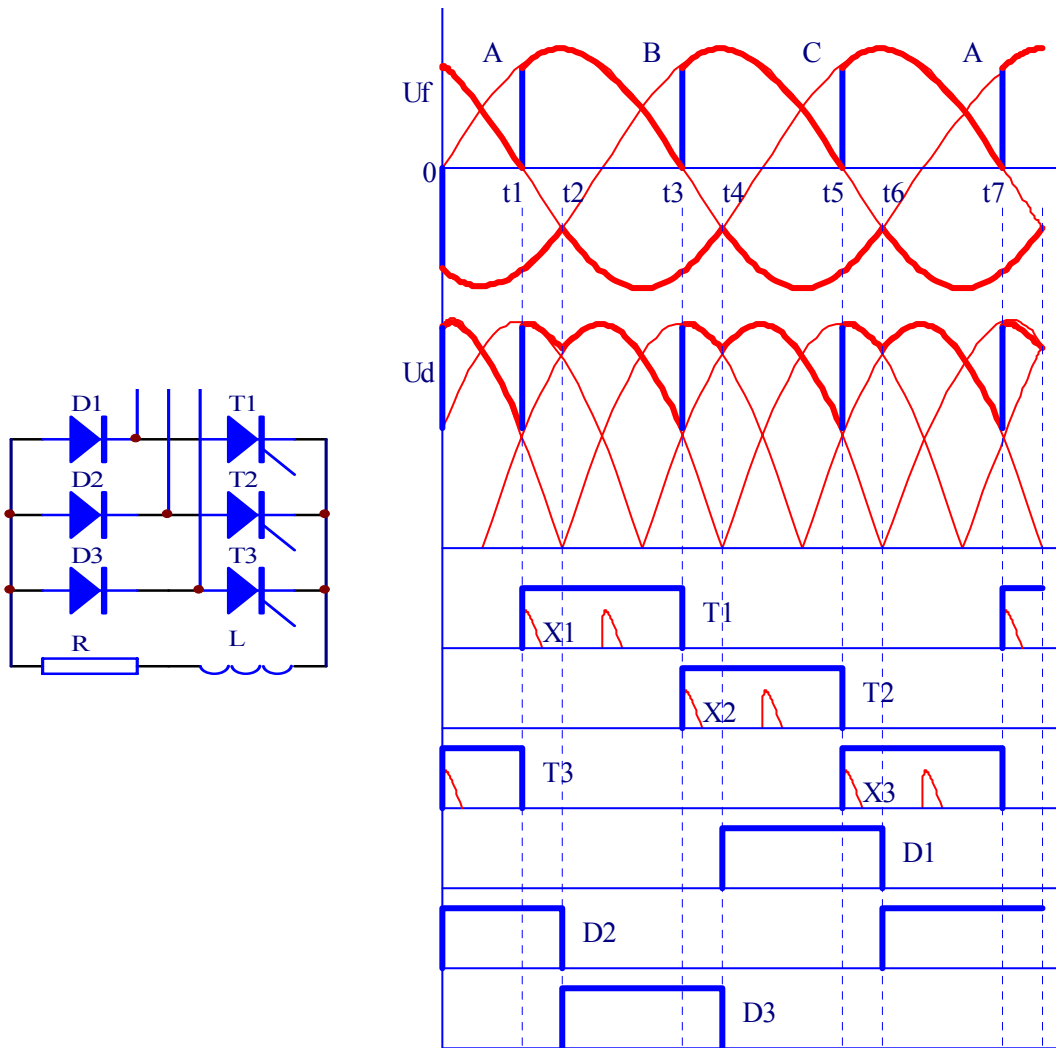 A B C A
Uf
0
t1 t2 t3 t4 t5 t6 t7
Ud
D1 T1
D2 T2
D3 T3
R L
X1 T1
X2 T2
T3 X3
D1
D2
D3